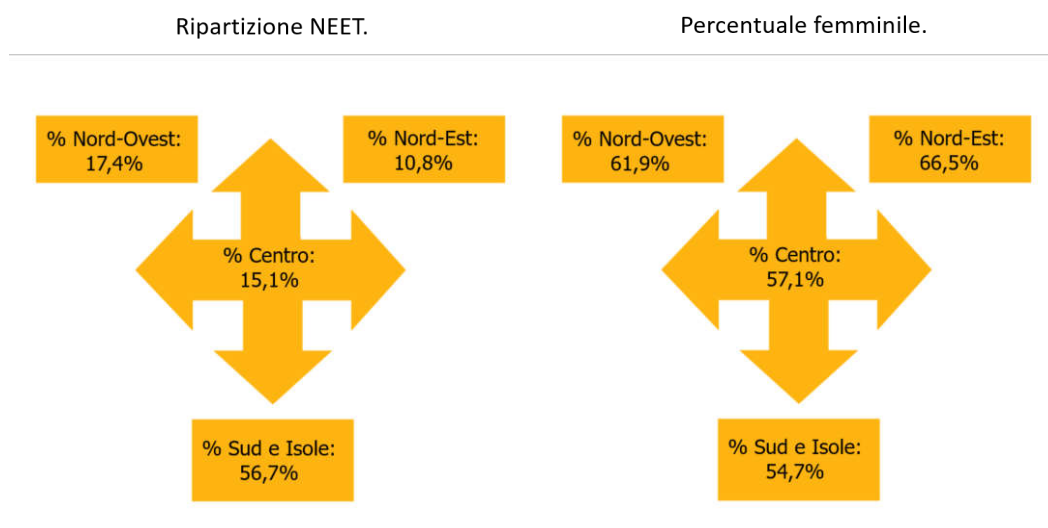 Ripartizione NEET.
Percentuale femminile.
% Nord-Ovest:
17,4%
% Nord-Est:
10,8%
% Centro:
15,1%
% Sud e Isole:
56,7%
% Nord-Ovest:
61,9%
% Nord-Est:
66,5%
% Centro:
57,1%
% Sud e Isole:
54,7%